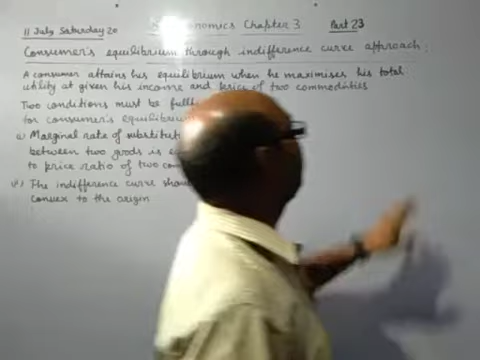 11 July Saturday 20 Economics Chapter 3 Part 23
Consumer's equilibrium through indifference curve approach:
A consumer attains his equilibrium when he maximises his total
utility at given his income and price of two commodities
Two conditions must be
for consumer's
Marginal rate of
between two goods is
to price ratio of two
The indifference curve
convex to the origin